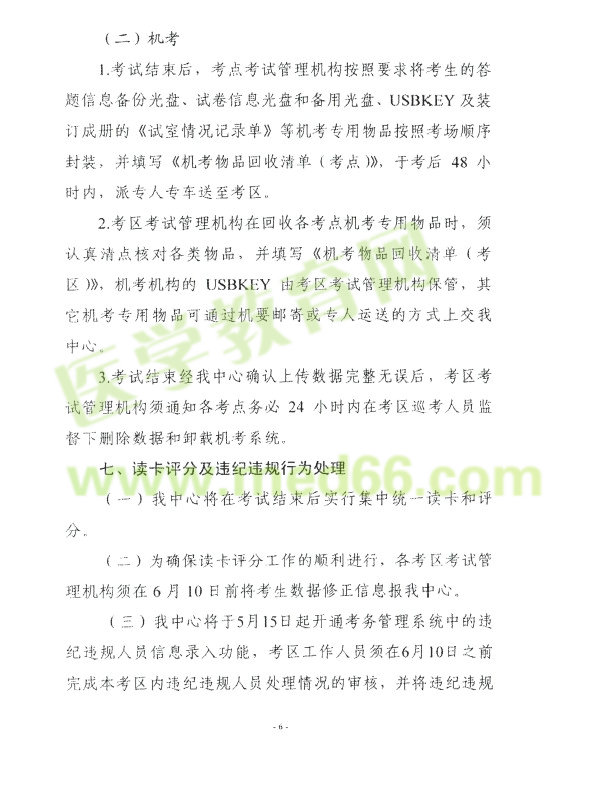 （二）机考
1.考试结束后，考点考试管理机构按照要求将考生的答
题信息备份光盘、试卷信息光盘和备用光盘、USBKEY 及装
订成册的《试室情况记录单》等机考专用物品按照考场顺序
封装，并填写《机考物品回收清单（考点）》，于考后 48 小
时内，派专人专车送至考区。
2.考区考试管理机构在回收各考点机考专用物品时，须
认真清点核对各类物品，并填写《机考物品回收清单（考
区）》，机考机构的 USBKEY 由考区考试管理机构保管，其
它机考专用物品可通过机要邮寄或专人运送的方式上交我
中心。
3.考试结束经我中心确认上传数据完整无误后，考区考
试管理机构须通知各考点务必 24 小时内在考区巡考人员监
督下删除数据和卸载机考系统。
七、读卡评分及违纪违规行为处理
（一）我中心将在考试结束后实行集中统一读卡和评
分。
（二）为确保读卡评分工作的顺利进行，各考区考试管
理机构须在 6 月 10 日前将考生数据修正信息报我中心。
（三）我中心将于5月15日起开通考务管理系统中的违
纪违规人员信息录入功能，考区工作人员须在6月10日之前
完成本考区内违纪违规人员处理情况的审核，并将违纪违规
- 6 -
医学教育网
www.med66.com